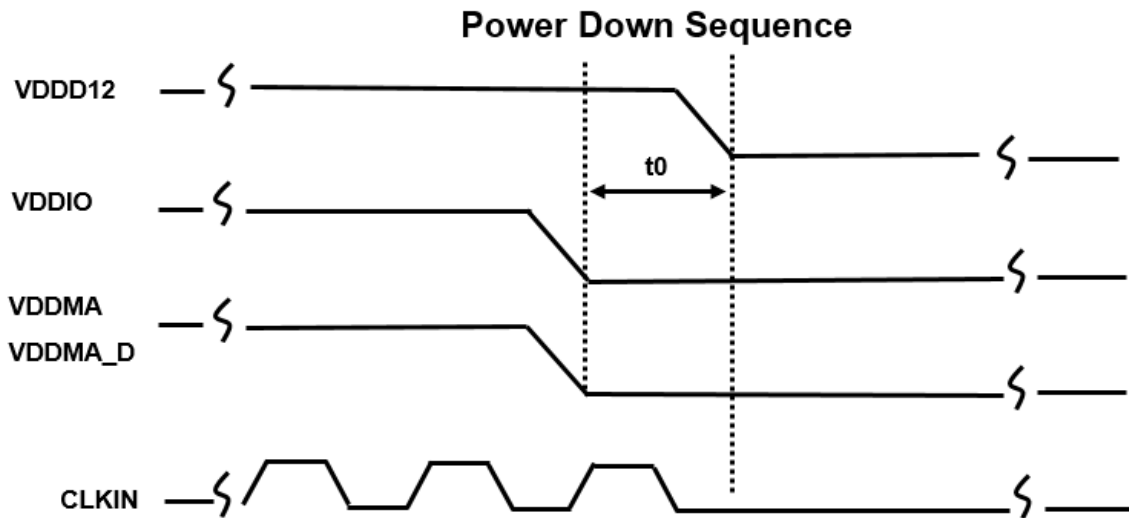 Power Down Sequence
VDDD12
t0
VDDIO
VDDMA
VDDMA_D
CLKIN